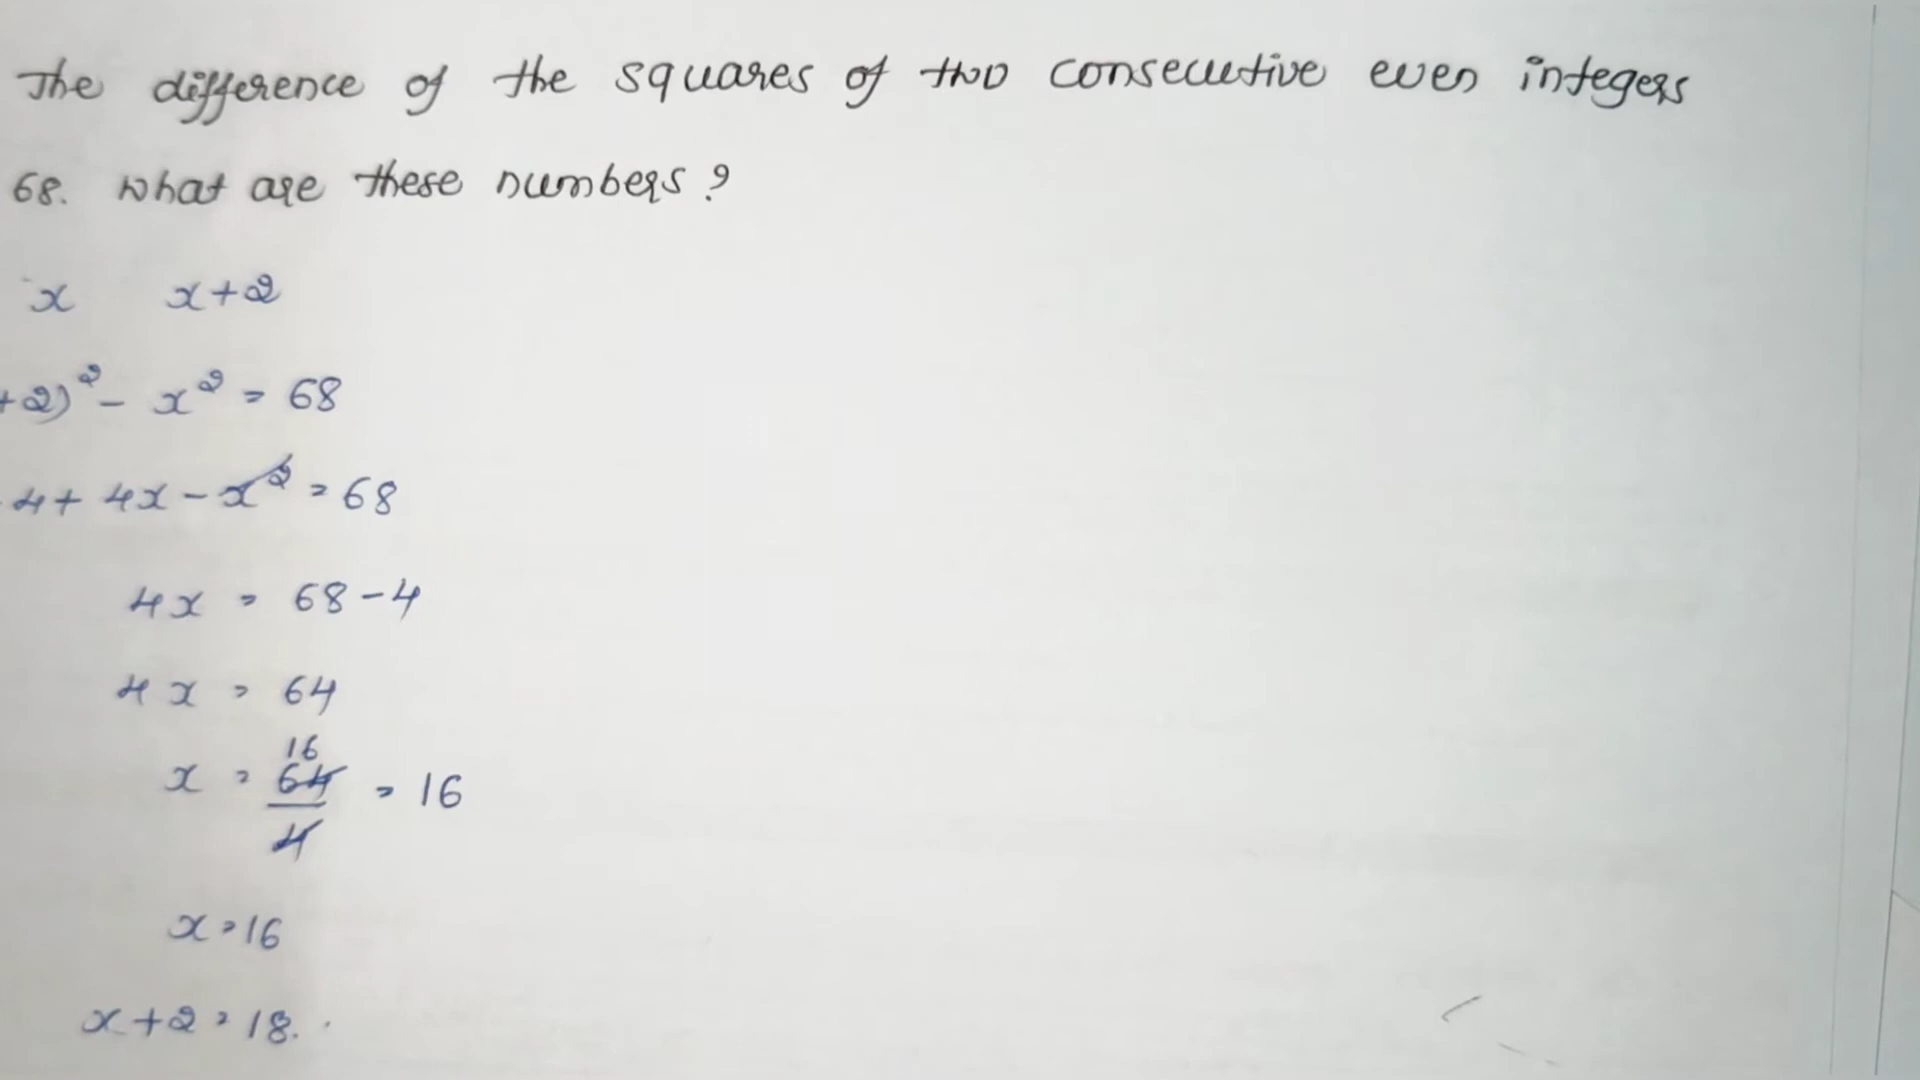 The difference of the squares of two consecutive even integers
68. What are these numbers?
x x+2
+2)² - x² = 68
4 + 4x - x² = 68
4x = 68 - 4
4x = 64
16
x = 64/4 = 16
x = 16
x+2 = 18.